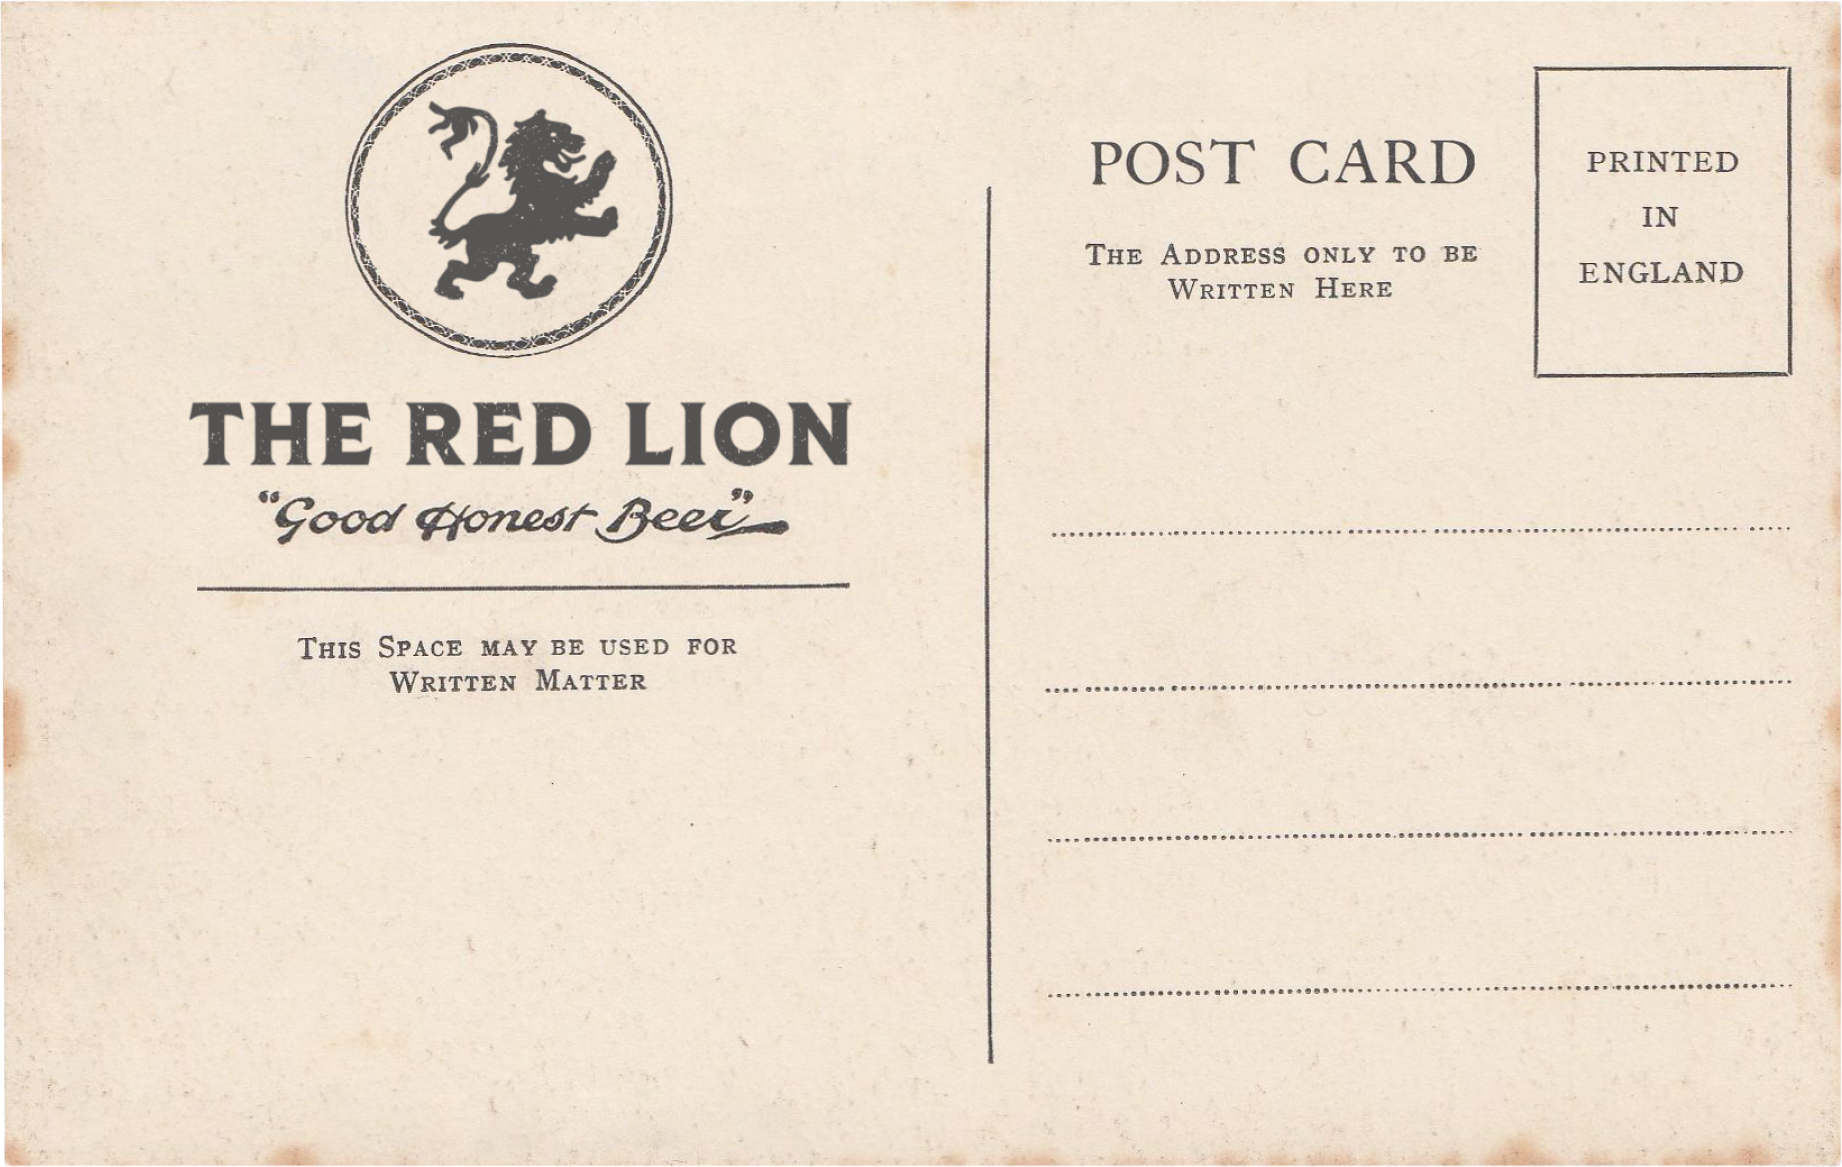 THE RED LION
“Good Honest Beer”
THIS SPACE MAY BE USED FOR
WRITTEN MATTER
POST CARD
THE ADDRESS ONLY TO BE
WRITTEN HERE
PRINTED
IN
ENGLAND